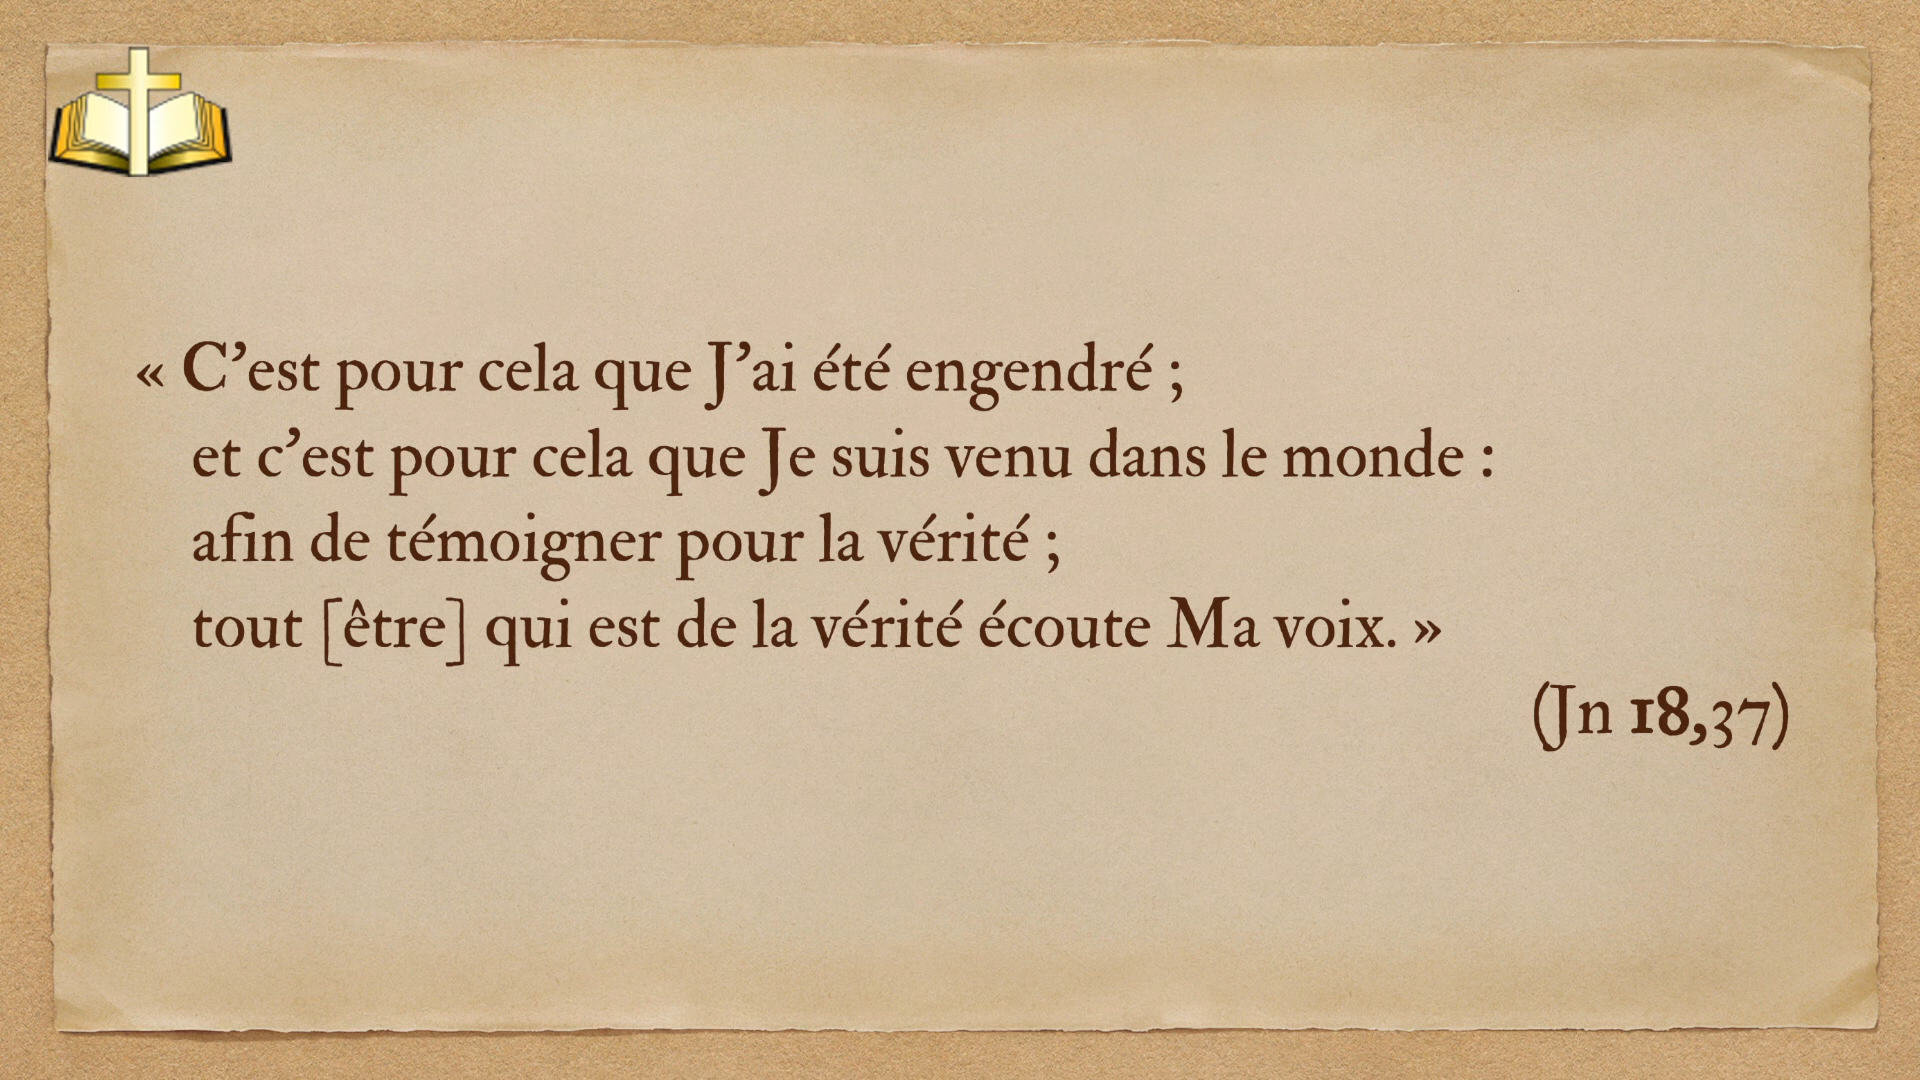 « C’est pour cela que J’ai été engendré ;
et c’est pour cela que Je suis venu dans le monde :
afin de témoigner pour la vérité ;
tout [être] qui est de la vérité écoute Ma voix. »
(Jn 18,37)